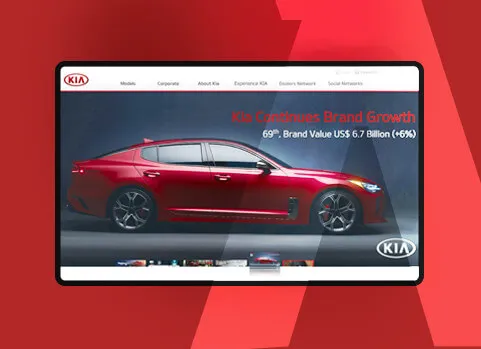 KIA
Models Corporate About Kia Experience KIA Dealers Network Social Networks
Kia Continues Brand Growth
69th, Brand Value US$ 6.7 Billion (+6%)
KIA